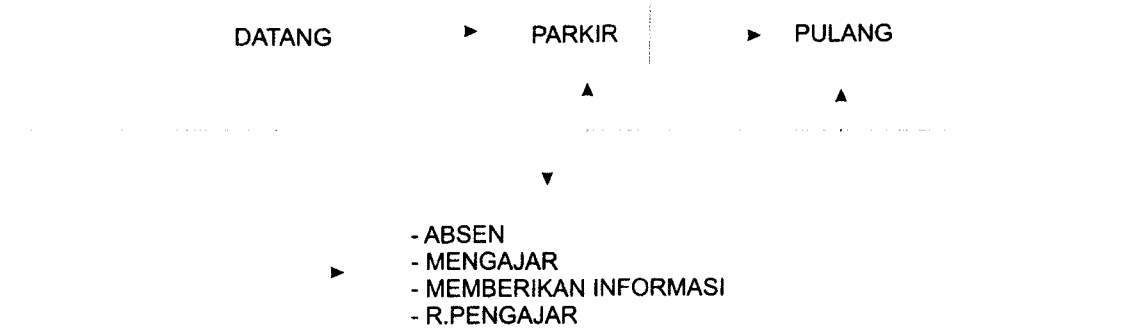 DATANG PARKIR PULANG
- ABSEN
- MENGAJAR
- MEMBERIKAN INFORMASI
- R.PENGAJAR